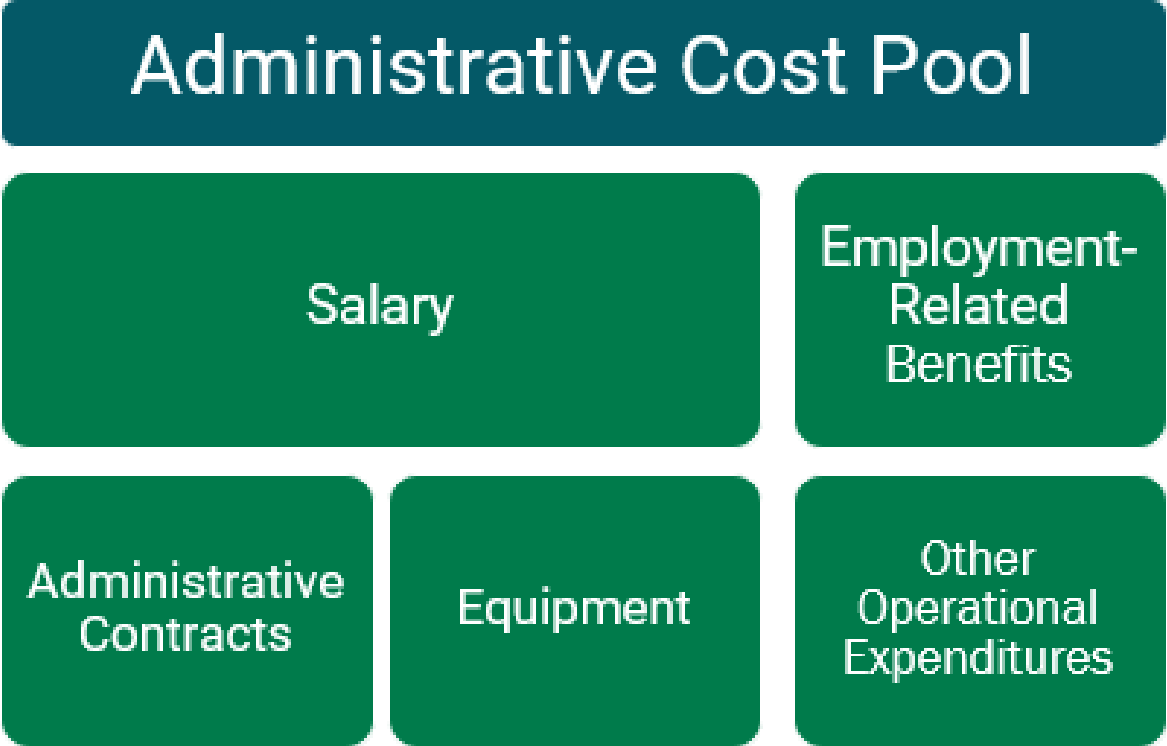 Administrative Cost Pool
Salary
Employment-
Related
Benefits
Administrative
Contracts
Equipment
Other
Operational
Expenditures